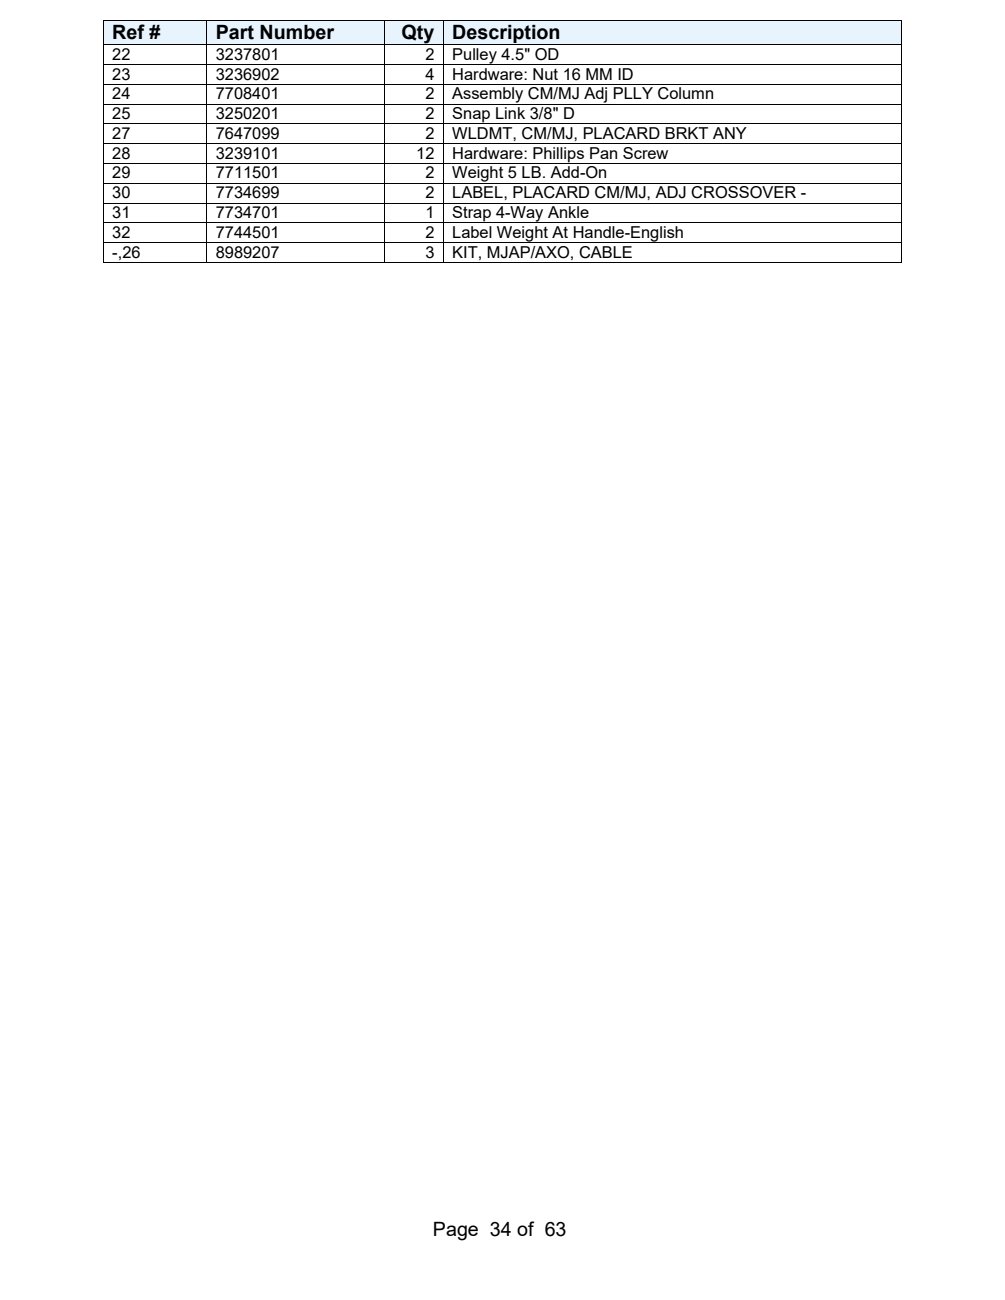 Ref # Part Number Qty Description
22 3237801 2 Pulley 4.5" OD
23 3236902 4 Hardware: Nut 16 MM ID
24 7708401 2 Assembly CM/MJ Adj PLLY Column
25 3250201 2 Snap Link 3/8" D
27 7647099 2 WLDMT, CM/MJ, PLACARD BRKT ANY
28 3239101 12 Hardware: Phillips Pan Screw
29 7711501 2 Weight 5 LB. Add-On
30 7734699 2 LABEL, PLACARD CM/MJ, ADJ CROSSOVER -
31 7734701 1 Strap 4-Way Ankle
32 7744501 2 Label Weight At Handle-English
-,26 8989207 3 KIT, MJAP/AXO, CABLE
Page 34 of 63